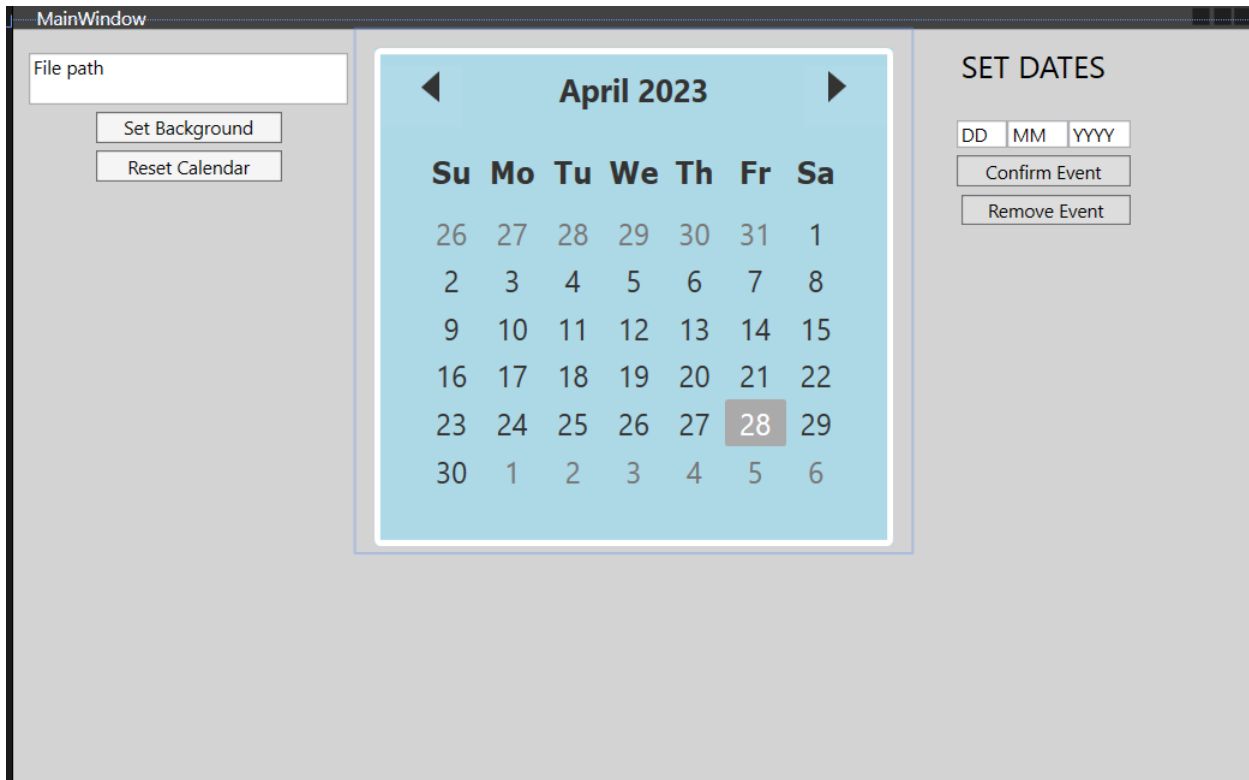 MainWindow
File path
Set Background
Reset Calendar
April 2023
Su Mo Tu We Th Fr Sa
26 27 28 29 30 31 1
2 3 4 5 6 7 8
9 10 11 12 13 14 15
16 17 18 19 20 21 22
23 24 25 26 27 28 29
30 1 2 3 4 5 6
SET DATES
DD MM YYYY
Confirm Event
Remove Event